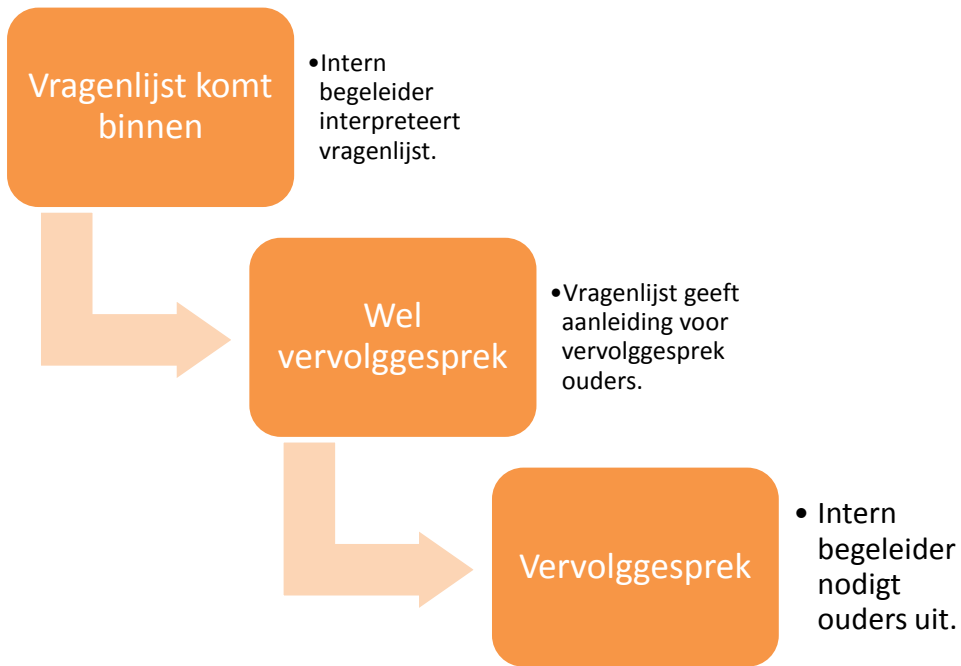 Vragenlijst komt
binnen
•Intern
begeleider
interpreteert
vragenlijst.
Wel
vervolggesprek
•Vragenlijst geeft
aanleiding voor
vervolggesprek
ouders.
Vervolggesprek
• Intern
begeleider
nodigt
ouders uit.